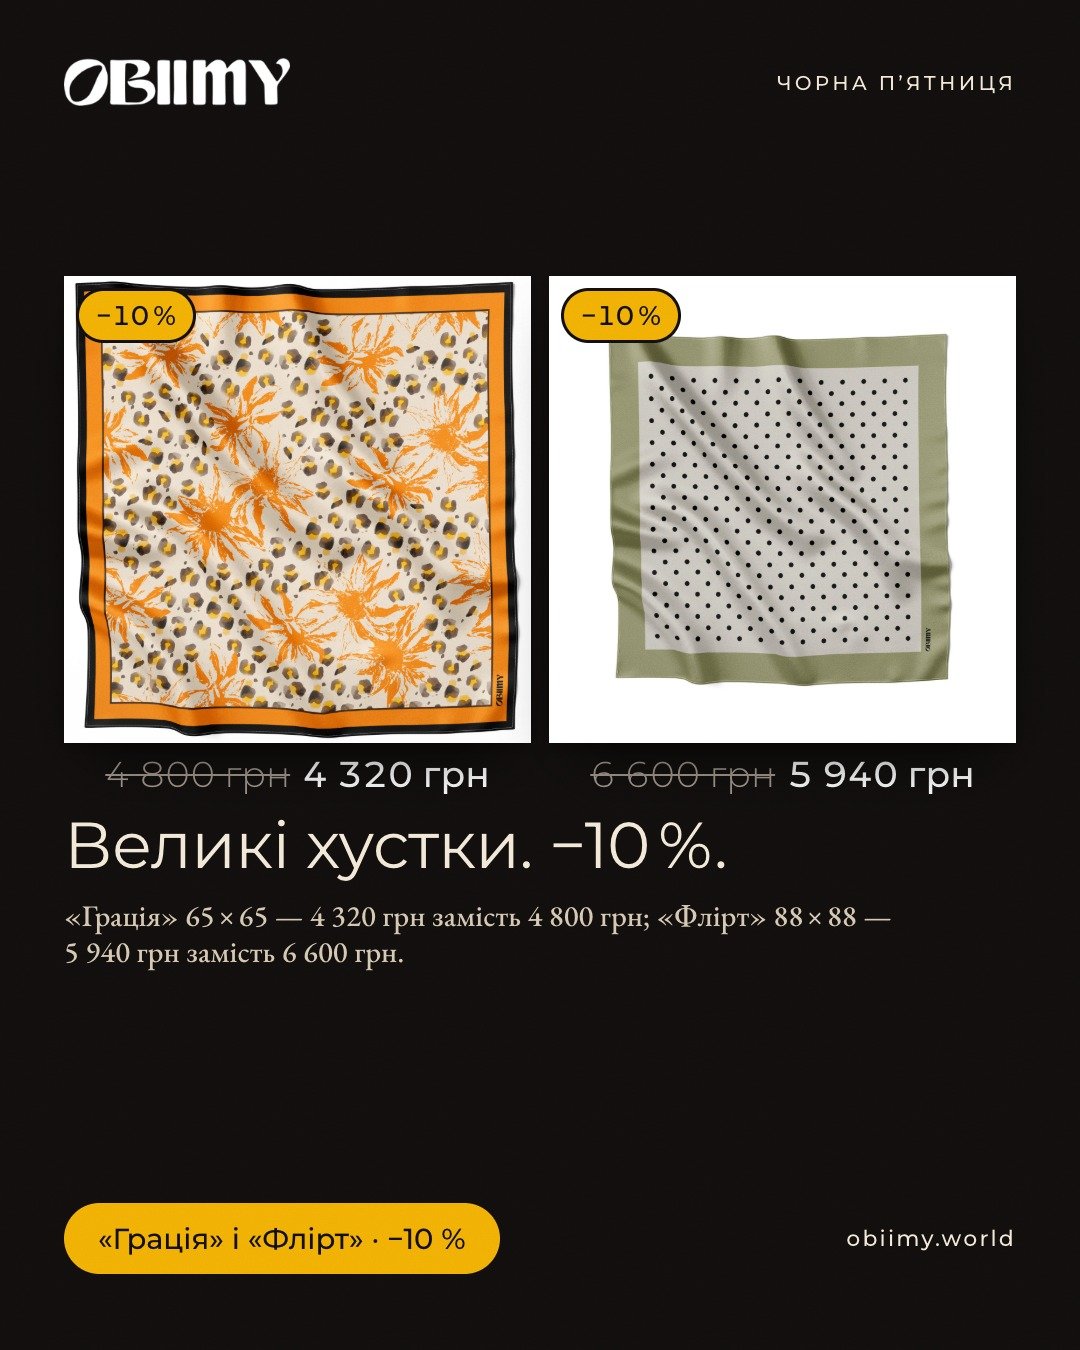 OBIIMY
ЧОРНА П’ЯТНИЦЯ
−10 %
−10 %
OBIIMY
OBIIMY
4 800 грн 4 320 грн
6 600 грн 5 940 грн
Великі хустки. −10 %.
«Грація» 65 × 65 — 4 320 грн замість 4 800 грн; «Флірт» 88 × 88 —
5 940 грн замість 6 600 грн.
«Грація» і «Флірт» · −10 %
obiimy.world